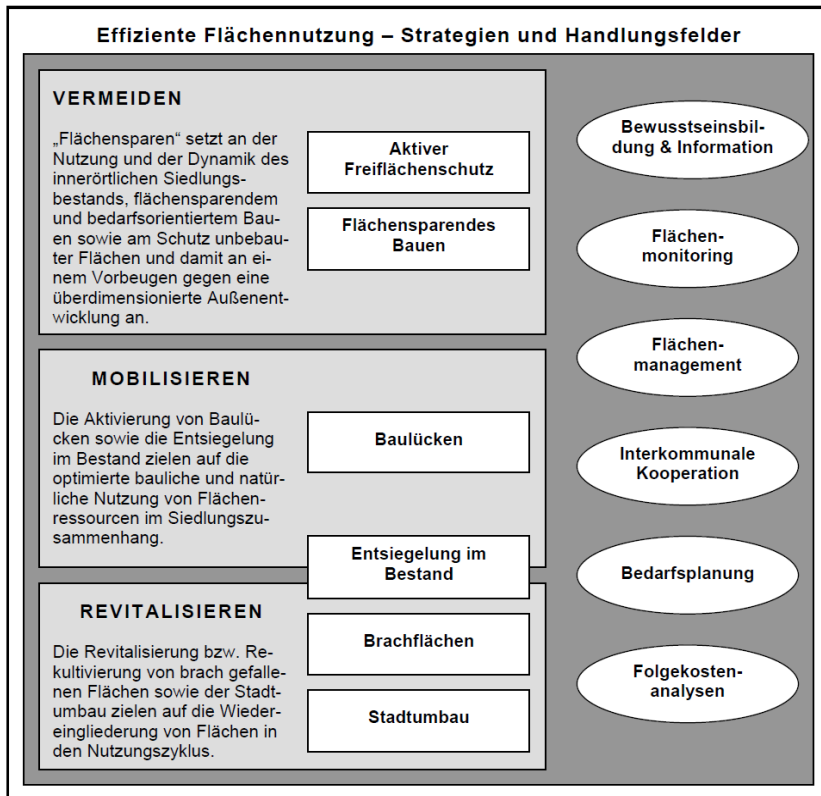 Effiziente Flächennutzung – Strategien und Handlungsfelder
VERMEIDEN
„Flächensparen“ setzt an der
Nutzung und der Dynamik des
innerörtlichen Siedlungs-
bestands, flächensparendem
und bedarfsorientiertem Bau-
en sowie am Schutz unbebau-
ter Flächen und damit an ei-
nem Vorbeugen gegen eine
überdimensionierte Außenent-
wicklung an.
Aktiver
Freiflächenschutz
Flächensparendes
Bauen
MOBILISIEREN
Die Aktivierung von Baulü-
cken sowie die Entsiegelung
im Bestand zielen auf die
optimierte bauliche und natür-
liche Nutzung von Flächen-
ressourcen im Siedlungszu-
sammenhang.
Baulücken
Entsiegelung im
Bestand
REVITALISIEREN
Die Revitalisierung bzw. Re-
kultivierung von brach gefalle-
nen Flächen sowie der Stadt-
umbau zielen auf die Wieder-
eingliederung von Flächen in
den Nutzungszyklus.
Brachflächen
Stadtumbau
Bewusstseinsbil-
dung & Information
Flächen-
monitoring
Flächen-
management
Interkommunale
Kooperation
Bedarfsplanung
Folgekosten-
analysen